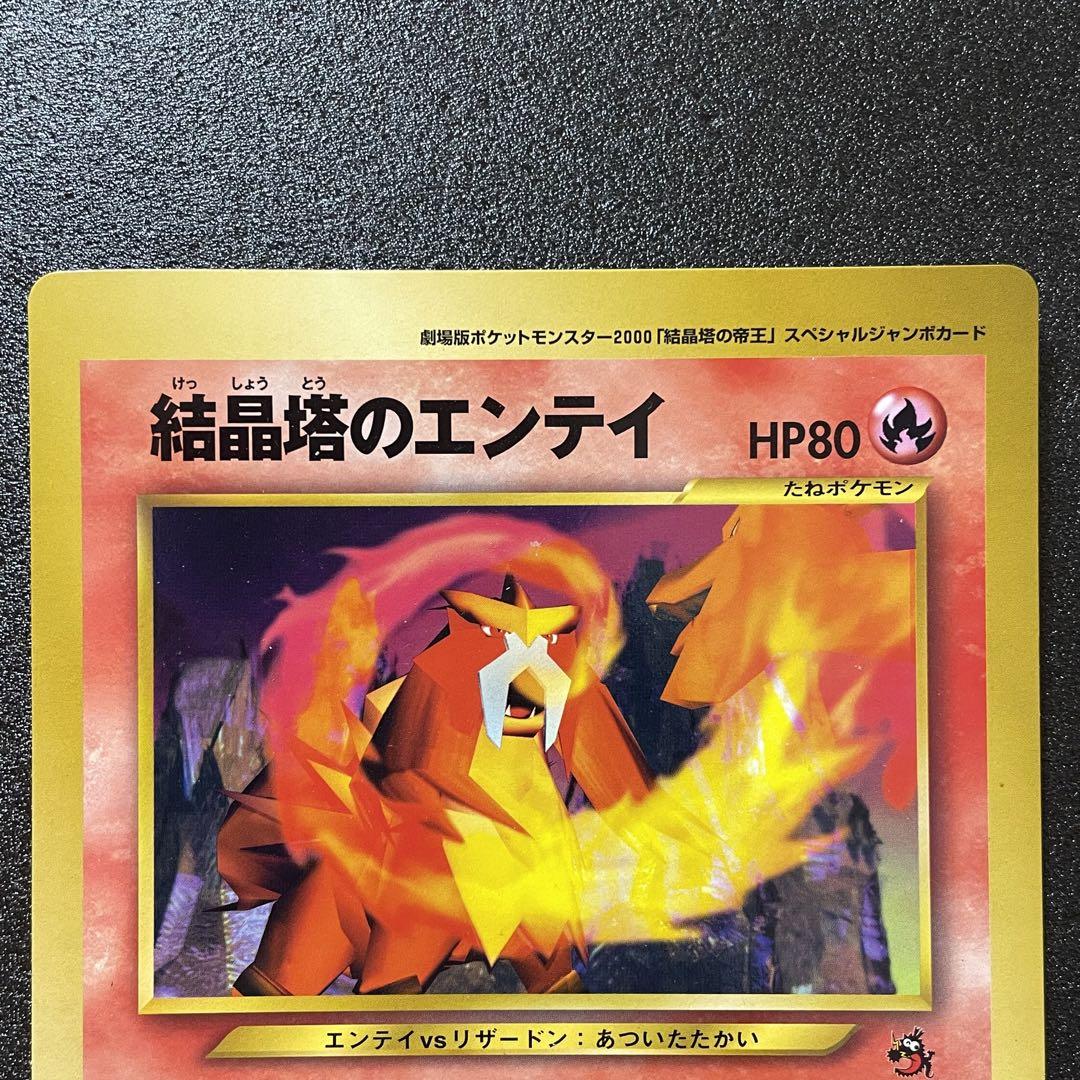 劇場版ポケットモンスター2000「結晶塔の帝王」スペシャルジャンボカード
けっ しょう とう
結晶塔のエンテイ
HP80
たねポケモン
エンテイvsリザードン：あついたたかい